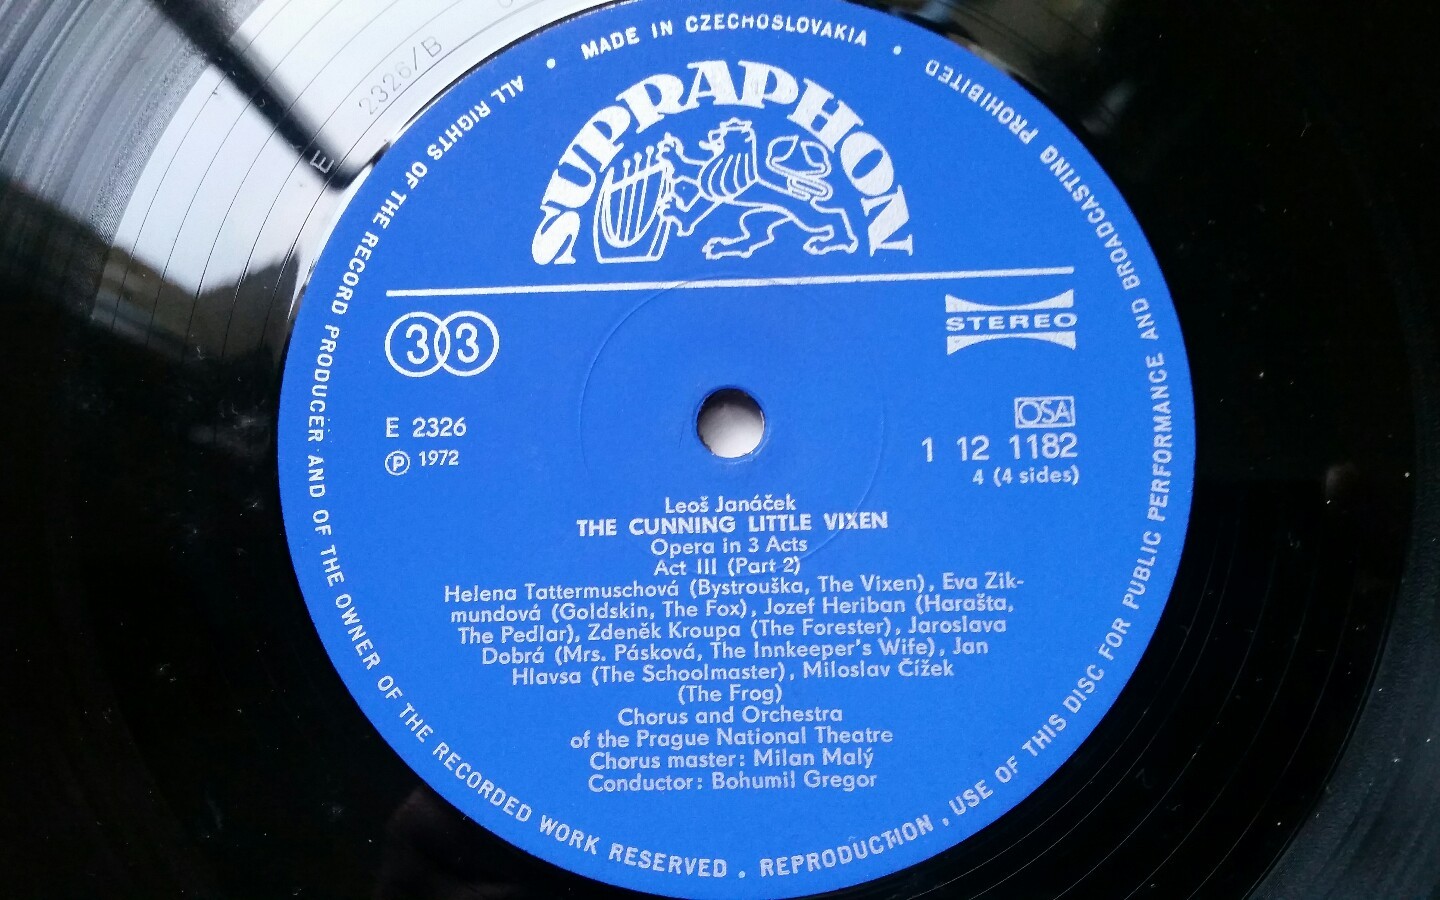 2326/B
E
MADE IN CZECHOSLOVAKIA
ALL RIGHTS OF THE RECORD PRODUCER AND OF THE OWNER OF THE RECORDED WORK RESERVED . REPRODUCTION , USE OF THIS DISC FOR PUBLIC PERFORMANCE AND BROADCASTING PROHIBITED
SUPRAPHON
33
STEREO
E 2326
OSA
℗ 1972
1 12 1182
4 (4 sides)
Leoš Janáček
THE CUNNING LITTLE VIXEN
Opera in 3 Acts
Act III (Part 2)
Helena Tattermuschová (Bystrouška, The Vixen), Eva Zik-
mundová (Goldskin, The Fox), Jozef Heriban (Harašta,
The Pedlar), Zdeněk Kroupa (The Forester), Jaroslava
Dobrá (Mrs. Pásková, The Innkeeper's Wife), Jan
Hlavsa (The Schoolmaster), Miloslav Čížek
(The Frog)
Chorus and Orchestra
of the Prague National Theatre
Chorus master: Milan Malý
Conductor: Bohumil Gregor